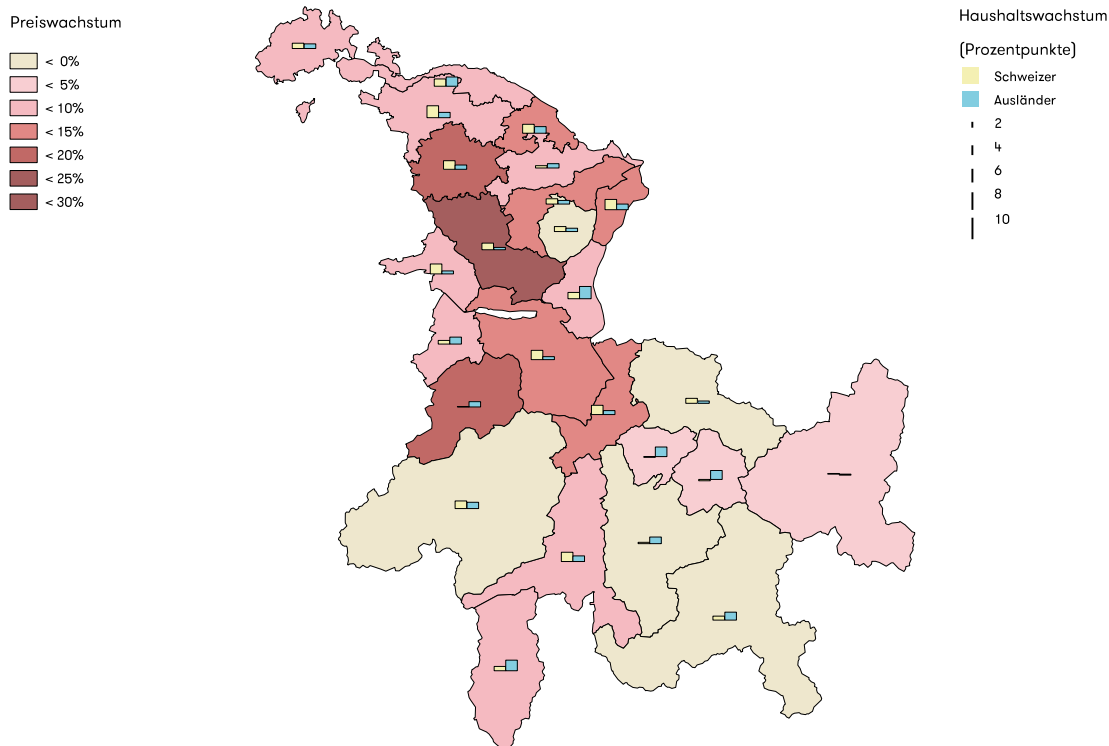 Preiswachstum
< 0%
< 5%
< 10%
< 15%
< 20%
< 25%
< 30%
Haushaltswachstum
(Prozentpunkte)
Schweizer
Ausländer
2
4
6
8
10